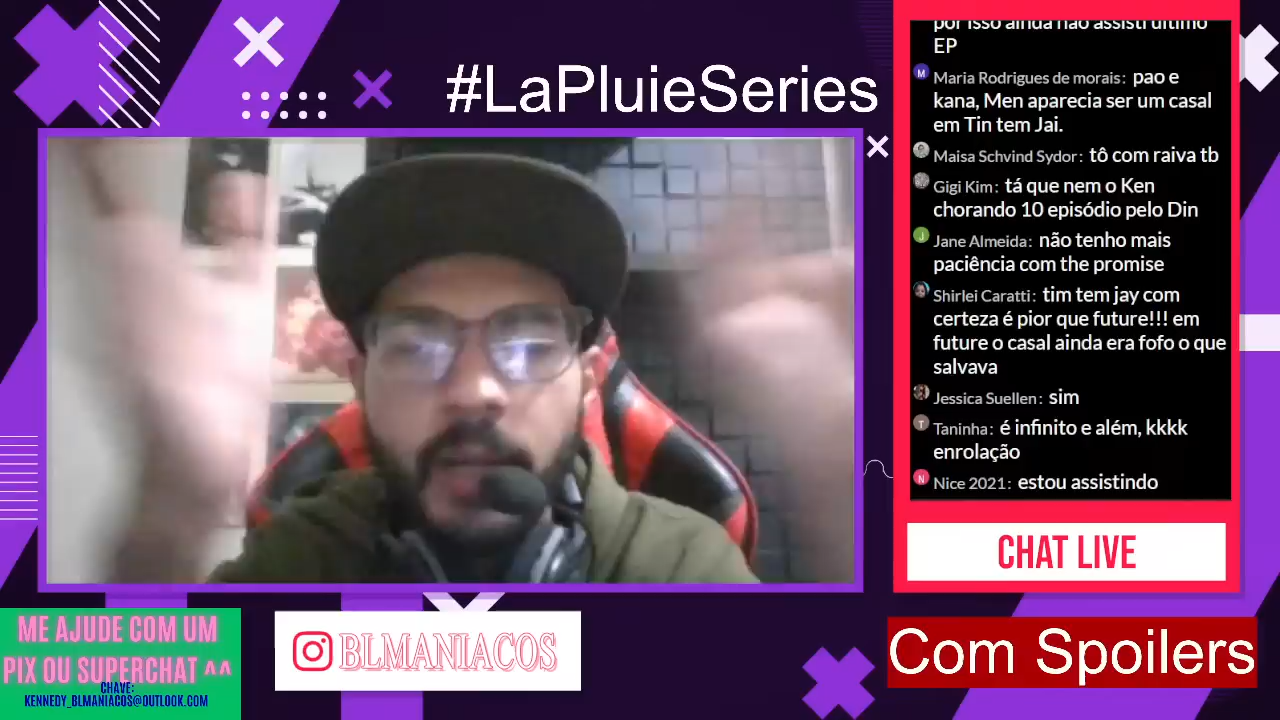 #LaPluieSeries
por isso ainda não assisti último
EP
Maria Rodrigues de morais: pao e
kana, Men aparecia ser um casal
em Tin tem Jai.
Maisa Schvind Sydor: tô com raiva tb
Gigi Kim: tá que nem o Ken
chorando 10 episódio pelo Din
Jane Almeida: não tenho mais
paciência com the promise
Shirlei Caratti: tim tem jay com
certeza é pior que future!!! em
future o casal ainda era fofo o que
salvava
Jessica Suellen: sim
Taninha: é infinito e além, kkkk
enrolação
Nice 2021: estou assistindo
CHAT LIVE
ME AJUDE COM UM
PIX OU SUPERCHAT ^^
CHAVE:
KENNEDY_BLMANIACOS@OUTLOOK.COM
BLMANIACOS
Com Spoilers